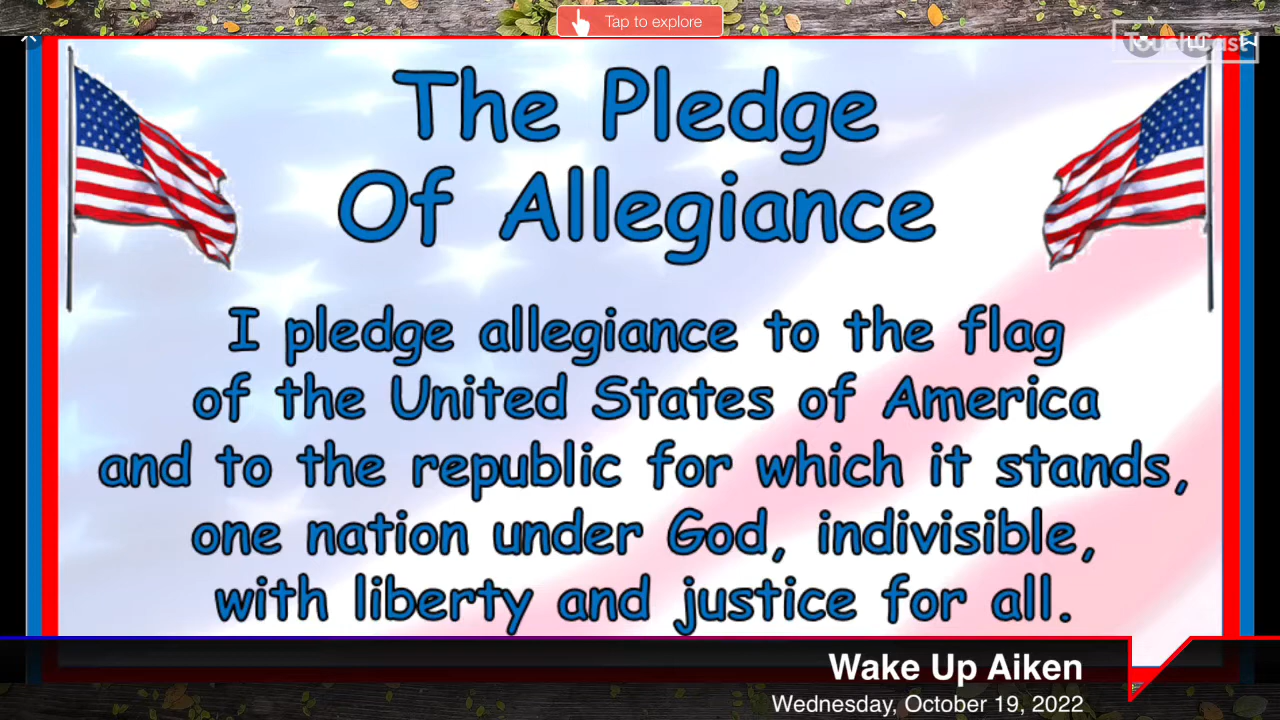 Tap to explore
TouchCast
The Pledge
Of Allegiance
I pledge allegiance to the flag
of the United States of America
and to the republic for which it stands,
one nation under God, indivisible,
with liberty and justice for all.
Wake Up Aiken
Wednesday, October 19, 2022